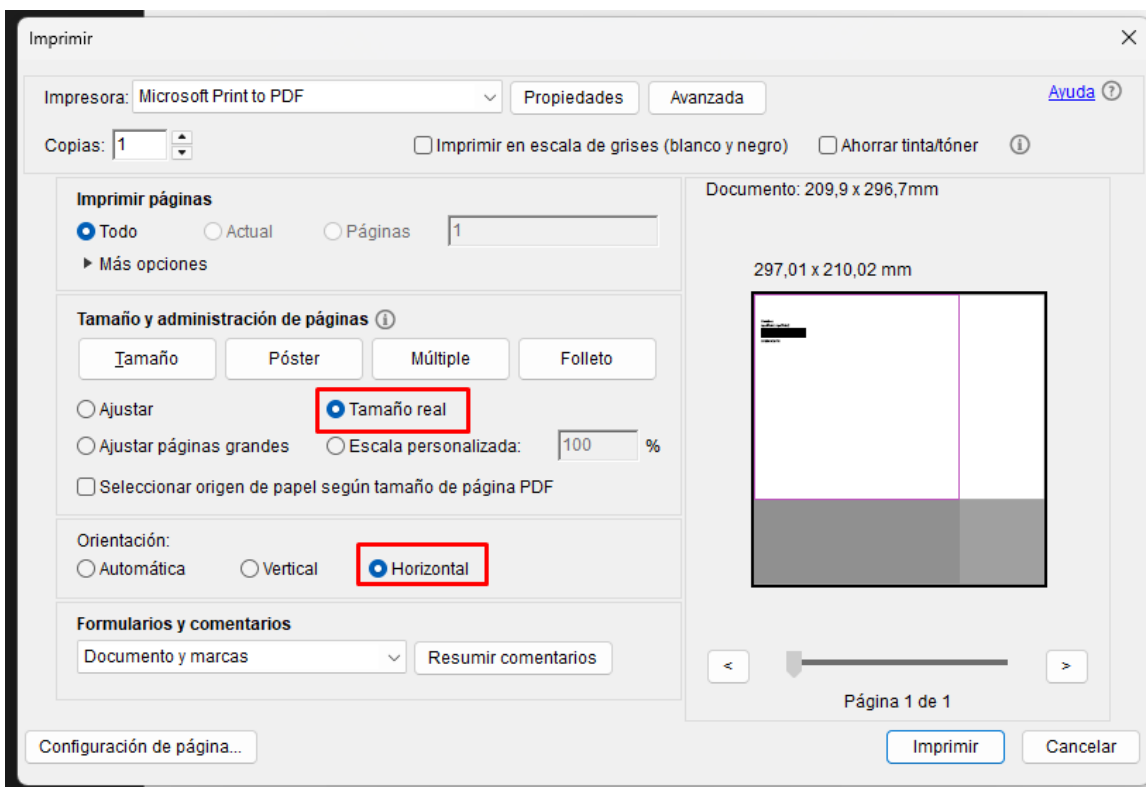 Imprimir
Impresora: Microsoft Print to PDF Propiedades Avanzada Ayuda
Copias: 1 Imprimir en escala de grises (blanco y negro) Ahorrar tinta/tóner
Imprimir páginas
Todo Actual Páginas 1
Más opciones
Tamaño y administración de páginas
Tamaño Póster Múltiple Folleto
Ajustar Tamaño real
Ajustar páginas grandes Escala personalizada: 100 %
Seleccionar origen de papel según tamaño de página PDF
Orientación:
Automática Vertical Horizontal
Formularios y comentarios
Documento y marcas Resumir comentarios
Documento: 209,9 x 296,7mm
297,01 x 210,02 mm
< >
Página 1 de 1
Configuración de página... Imprimir Cancelar